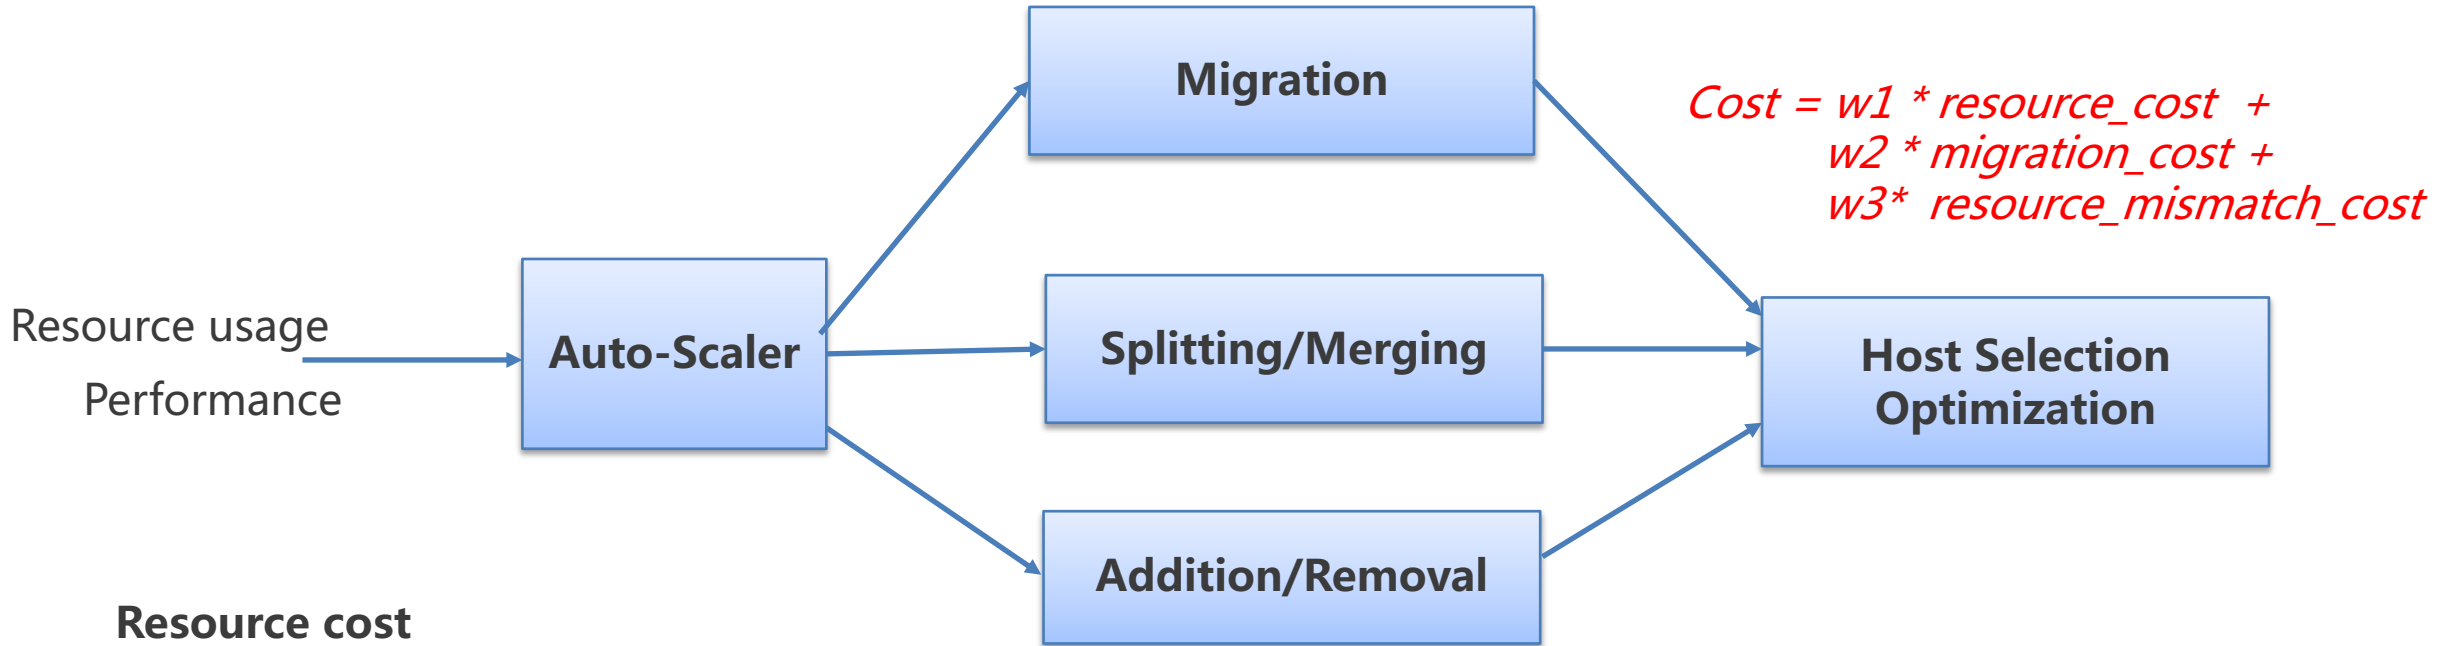 Migration
Cost = w1 * resource_cost +
w2 * migration_cost +
w3* resource_mismatch_cost
Resource usage
Performance
Auto-Scaler
Splitting/Merging
Host Selection
Optimization
Addition/Removal
Resource cost